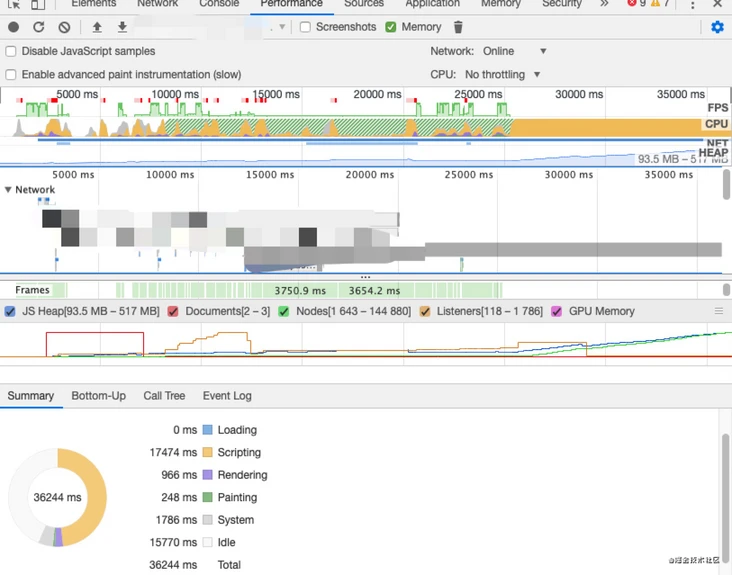 Elements Network Console Performance Sources Application Memory Security 9 7
Screenshots Memory
Disable JavaScript samples Network: Online
Enable advanced paint instrumentation (slow) CPU: No throttling
5000 ms 10000 ms 15000 ms 20000 ms 25000 ms 30000 ms 35000 ms
FPS
CPU
NET
HEAP
93.5 MB – 517 MB
5000 ms 10000 ms 15000 ms 20000 ms 25000 ms 30000 ms 35000 ms
Network
Frames 3750.9 ms 3654.2 ms
JS Heap[93.5 MB – 517 MB] Documents[2 – 3] Nodes[1 643 – 144 880] Listeners[118 – 1 786] GPU Memory
Summary Bottom-Up Call Tree Event Log
0 ms Loading
17474 ms Scripting
966 ms Rendering
36244 ms
248 ms Painting
1786 ms System
15770 ms Idle
36244 ms Total
@掘金技术社区